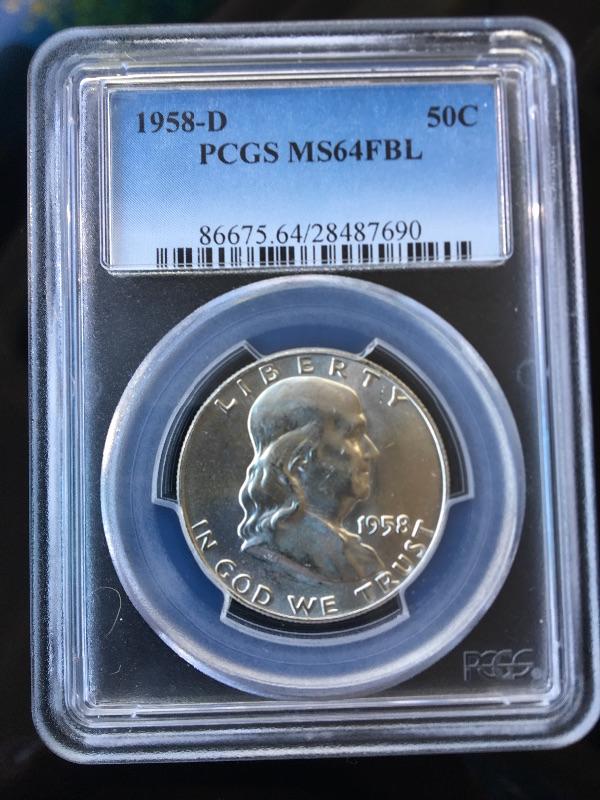 1958-D 50C
PCGS MS64FBL
86675.64/28487690
LIBERTY
1958
IN GOD WE TRUST
PCGS